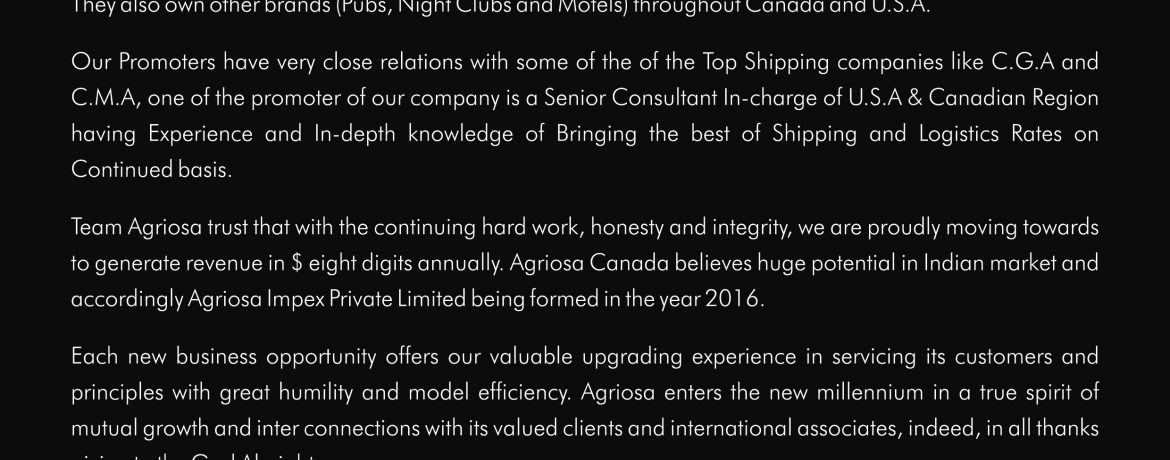 They also own other brands (Pubs, Night Clubs and Motels) throughout Canada and U.S.A.
Our Promoters have very close relations with some of the of the Top Shipping companies like C.G.A and
C.M.A, one of the promoter of our company is a Senior Consultant In-charge of U.S.A & Canadian Region
having Experience and In-depth knowledge of Bringing the best of Shipping and Logistics Rates on
Continued basis.
Team Agriosa trust that with the continuing hard work, honesty and integrity, we are proudly moving towards
to generate revenue in $ eight digits annually. Agriosa Canada believes huge potential in Indian market and
accordingly Agriosa Impex Private Limited being formed in the year 2016.
Each new business opportunity offers our valuable upgrading experience in servicing its customers and
principles with great humility and model efficiency. Agriosa enters the new millennium in a true spirit of
mutual growth and inter connections with its valued clients and international associates, indeed, in all thanks